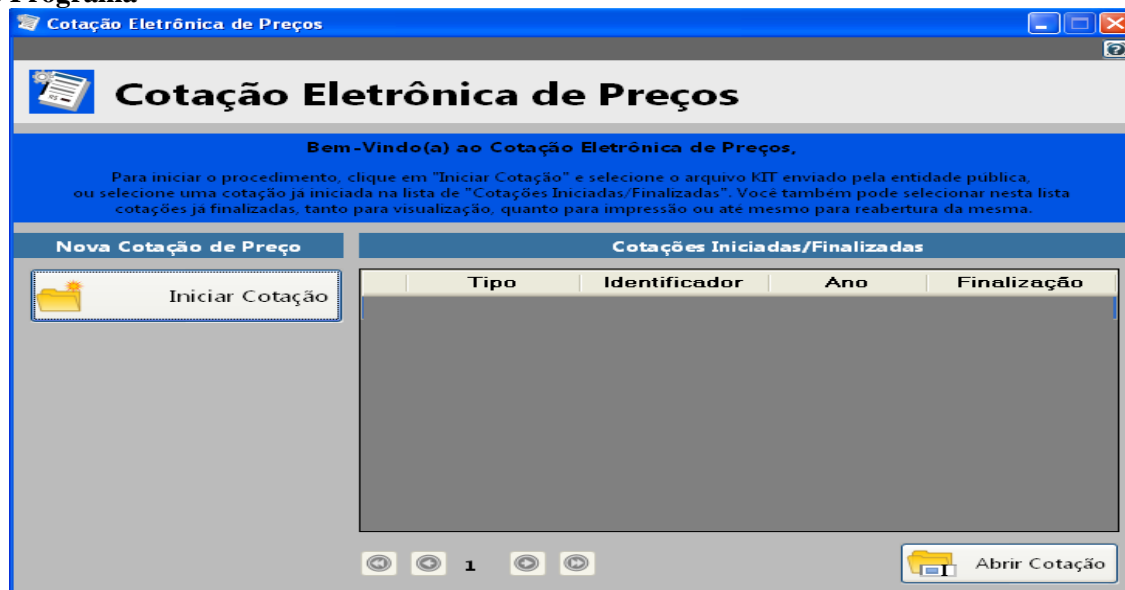 Programa
Cotação Eletrônica de Preços
Cotação Eletrônica de Preços
Bem-Vindo(a) ao Cotação Eletrônica de Preços,
Para iniciar o procedimento, clique em "Iniciar Cotação" e selecione o arquivo KIT enviado pela entidade pública,
ou selecione uma cotação já iniciada na lista de "Cotações Iniciadas/Finalizadas". Você também pode selecionar nesta lista
cotações já finalizadas, tanto para visualização, quanto para impressão ou até mesmo para reabertura da mesma.
Nova Cotação de Preço
Cotações Iniciadas/Finalizadas
Iniciar Cotação
Tipo Identificador Ano Finalização
1
Abrir Cotação